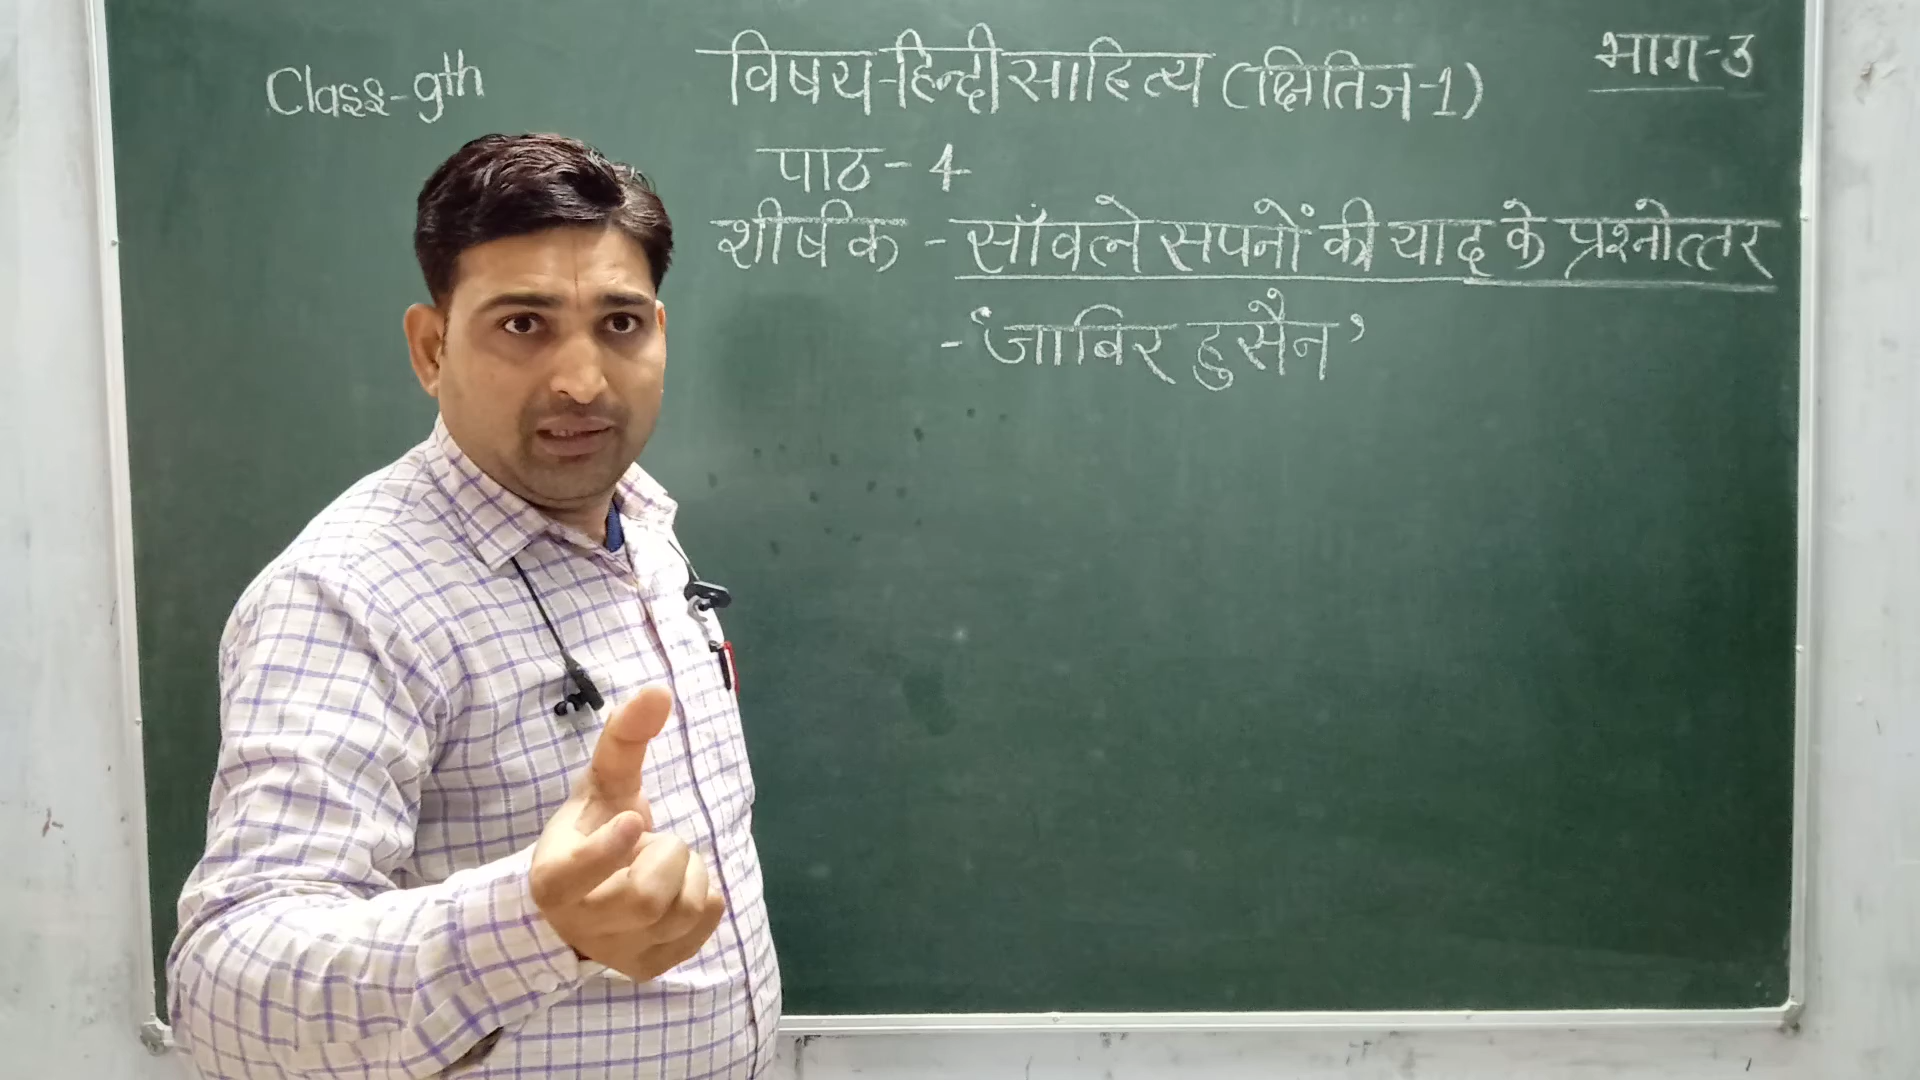 Class-9th
विषय-हिन्दी साहित्य (क्षितिज-1)
भाग-3
पाठ-4
शीर्षक - साँवले सपनों की याद के प्रश्नोत्तर
- 'जाबिर हुसैन'